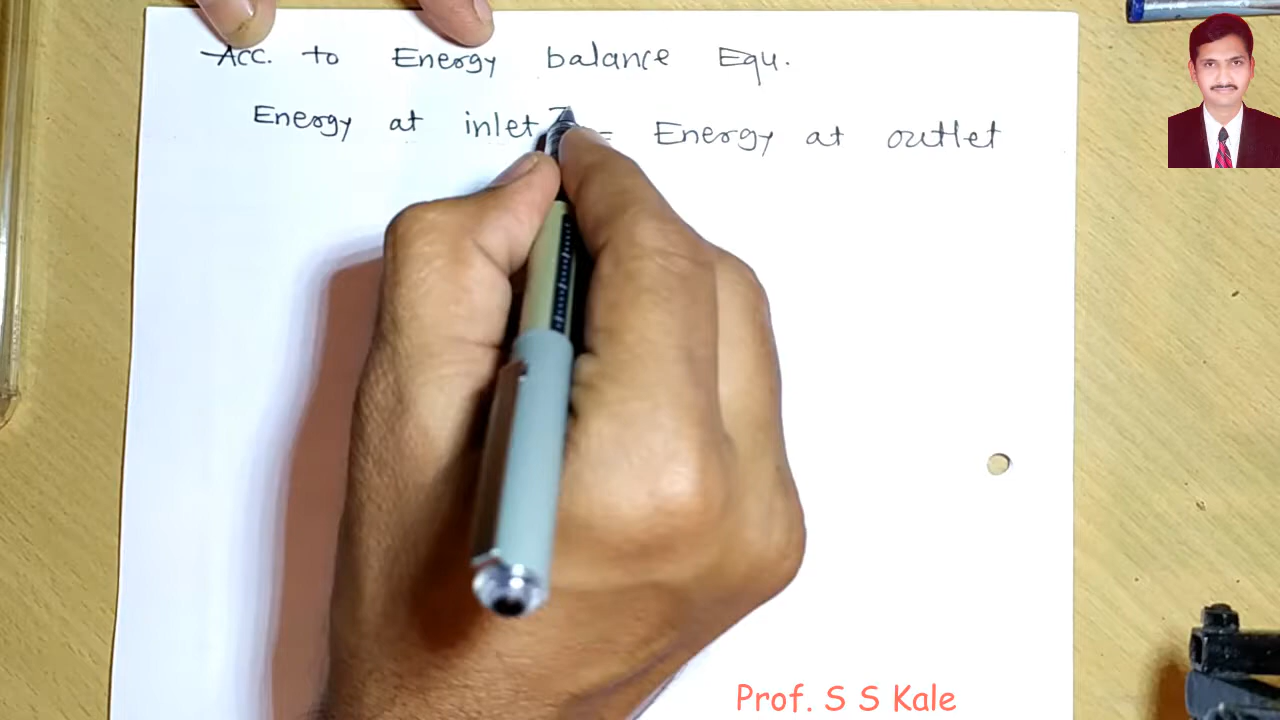 Acc. to Energy balance Equ.
Energy at inlet = Energy at outlet
Prof. S S Kale